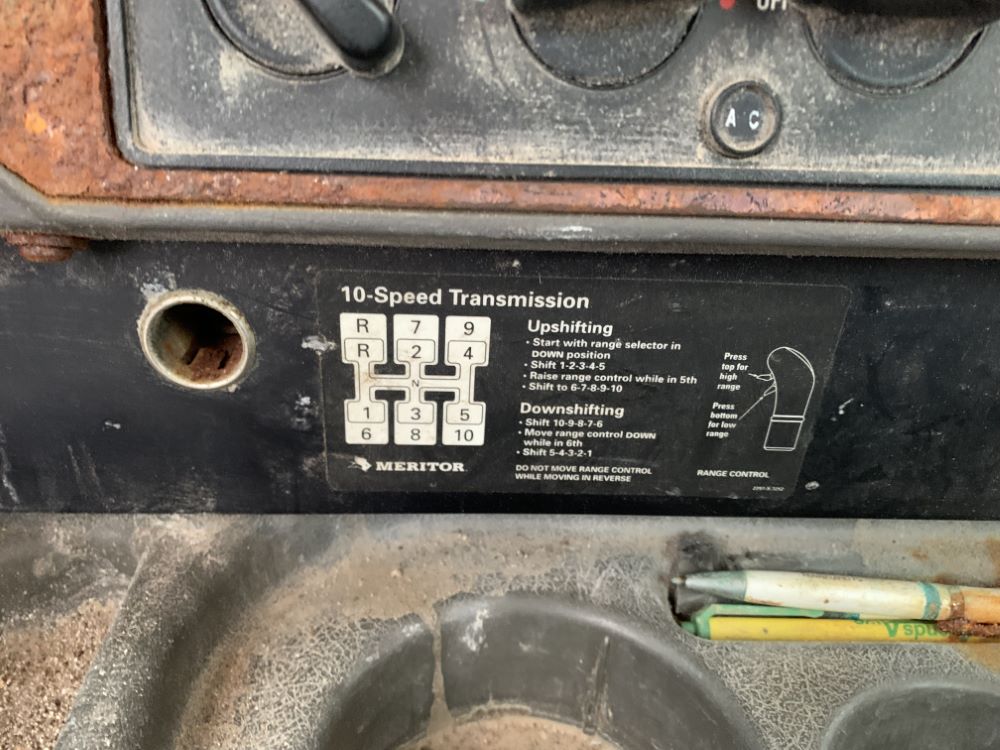 OFF
A C
10-Speed Transmission
R 7 9
R 2 4
N
1 3 5
6 8 10
MERITOR
Upshifting
• Start with range selector in
DOWN position
• Shift 1-2-3-4-5
• Raise range control while in 5th
• Shift to 6-7-8-9-10
Downshifting
• Shift 10-9-8-7-6
• Move range control DOWN
while in 6th
• Shift 5-4-3-2-1
DO NOT MOVE RANGE CONTROL
WHILE MOVING IN REVERSE
Press
top for
high
range
Press
bottom
for low
range
RANGE CONTROL